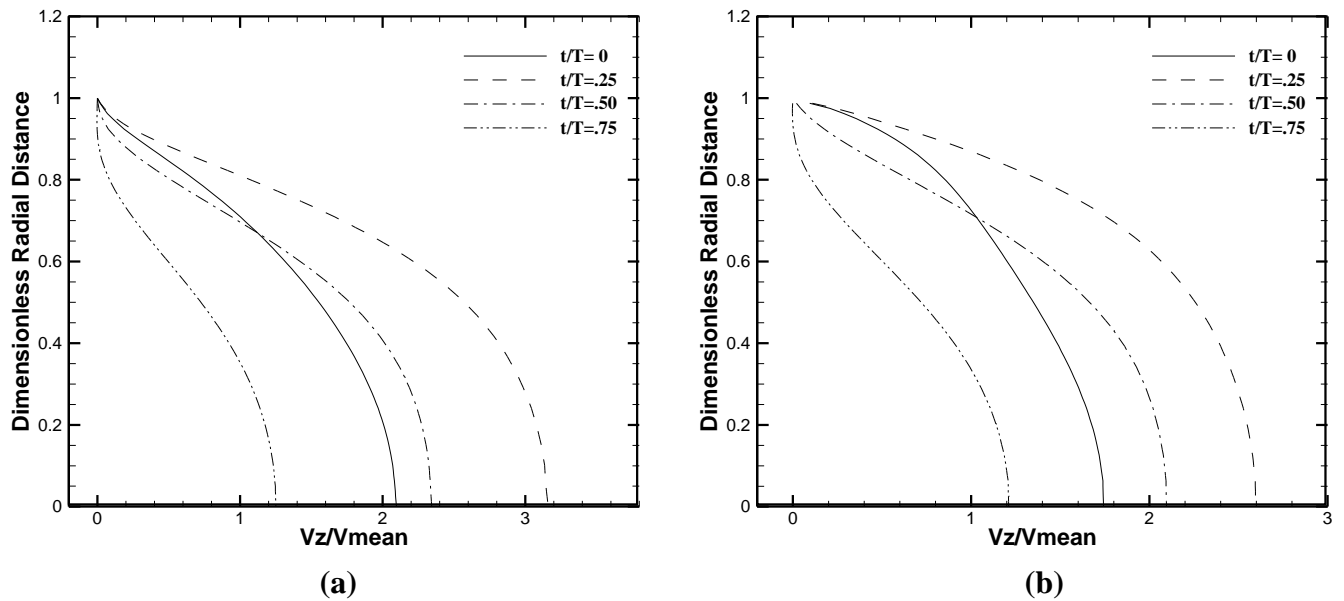 1.2
1
0.8
0.6
0.4
0.2
0
Dimensionless Radial Distance
t/T= 0
t/T=.25
t/T=.50
t/T=.75
0 1 2 3
Vz/Vmean
(a)
1.2
1
0.8
0.6
0.4
0.2
0
Dimensionless Radial Distance
t/T= 0
t/T=.25
t/T=.50
t/T=.75
0 1 2 3
Vz/Vmean
(b)